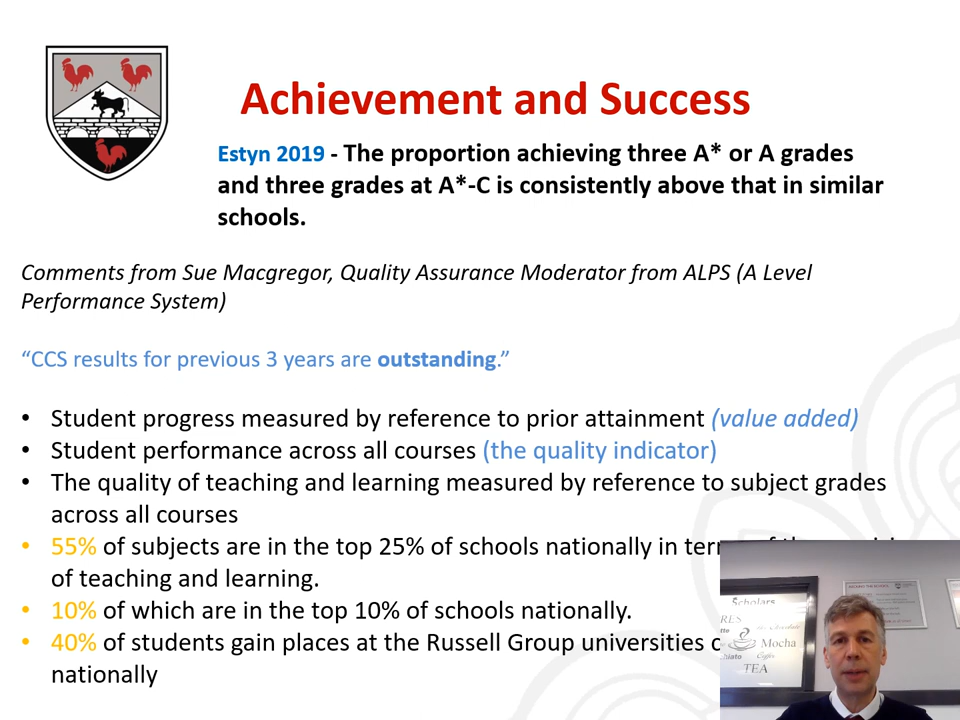 Achievement and Success
Estyn 2019 - The proportion achieving three A* or A grades
and three grades at A*-C is consistently above that in similar
schools.
Comments from Sue Macgregor, Quality Assurance Moderator from ALPS (A Level
Performance System)
“CCS results for previous 3 years are outstanding.”
• Student progress measured by reference to prior attainment (value added)
• Student performance across all courses (the quality indicator)
• The quality of teaching and learning measured by reference to subject grades
across all courses
• 55% of subjects are in the top 25% of schools nationally in
of teaching and learning.
• 10% of which are in the top 10% of schools nationally.
• 40% of students gain places at the Russell Group universities
nationally
Scholars
Mocha
TEA